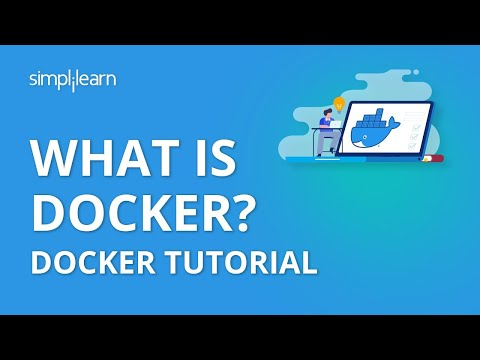 simplilearn
WHAT IS
DOCKER?
DOCKER TUTORIAL